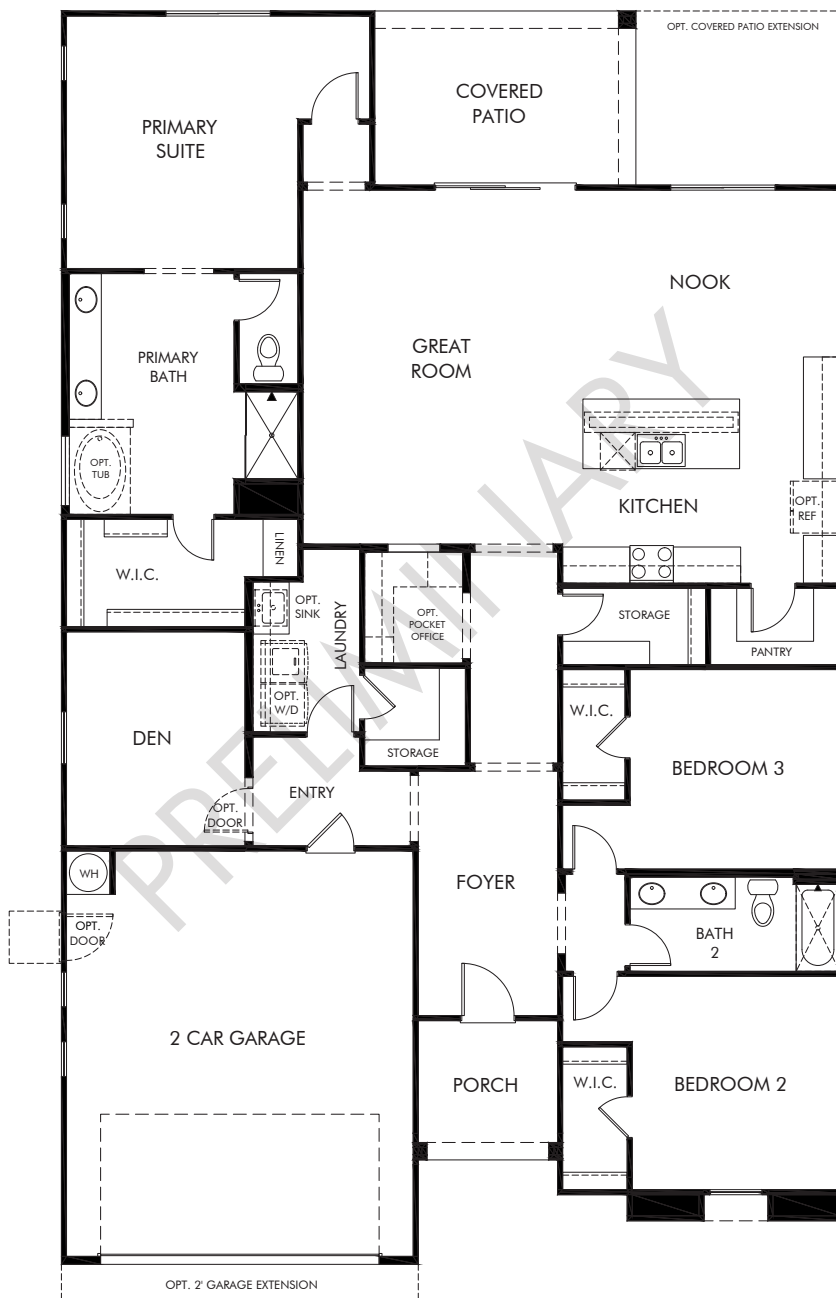 OPT. COVERED PATIO EXTENSION
COVERED
PATIO
PRIMARY
SUITE
NOOK
GREAT
ROOM
PRIMARY
BATH
OPT.
TUB
KITCHEN
OPT.
REF
LINEN
W.I.C.
OPT.
SINK
LAUNDRY
OPT.
POCKET
OFFICE
STORAGE
PANTRY
OPT.
W/D
W.I.C.
DEN
STORAGE
BEDROOM 3
ENTRY
OPT.
DOOR
WH
FOYER
OPT.
DOOR
BATH
2
2 CAR GARAGE
PORCH
W.I.C.
BEDROOM 2
OPT. 2' GARAGE EXTENSION
PRELIMINARY